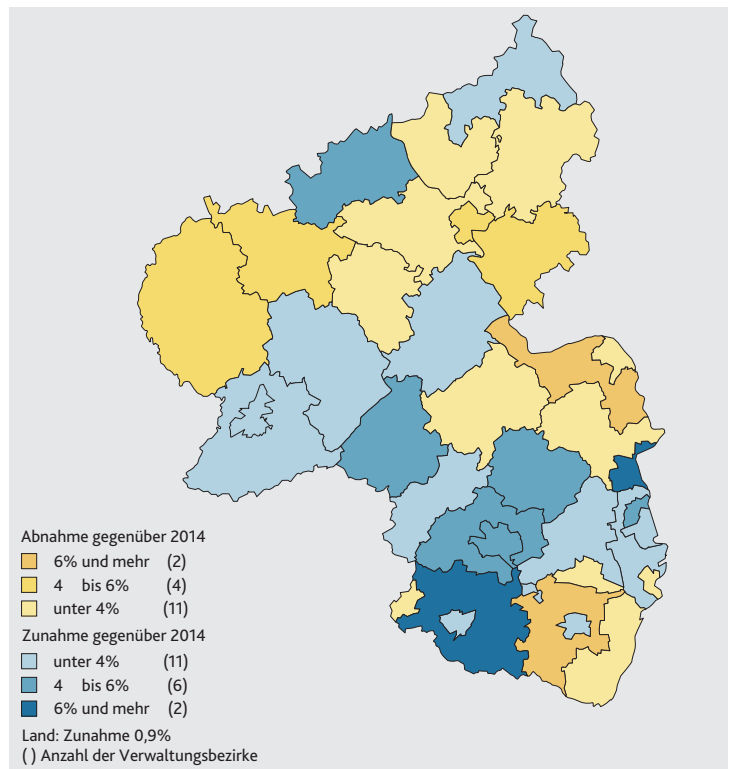 Abnahme gegenüber 2014
6% und mehr (2)
4 bis 6% (4)
unter 4% (11)
Zunahme gegenüber 2014
unter 4% (11)
4 bis 6% (6)
6% und mehr (2)
Land: Zunahme 0,9%
( ) Anzahl der Verwaltungsbezirke